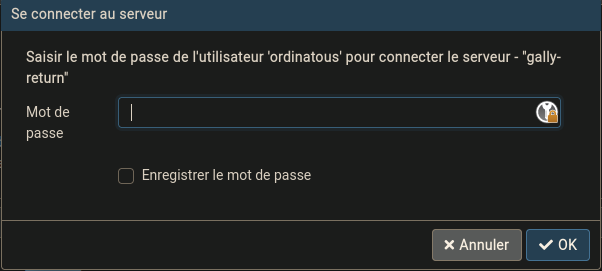 Se connecter au serveur
Saisir le mot de passe de l'utilisateur 'ordinatous' pour connecter le serveur - "gally-
return"
Mot de
passe
Enregistrer le mot de passe
Annuler
OK